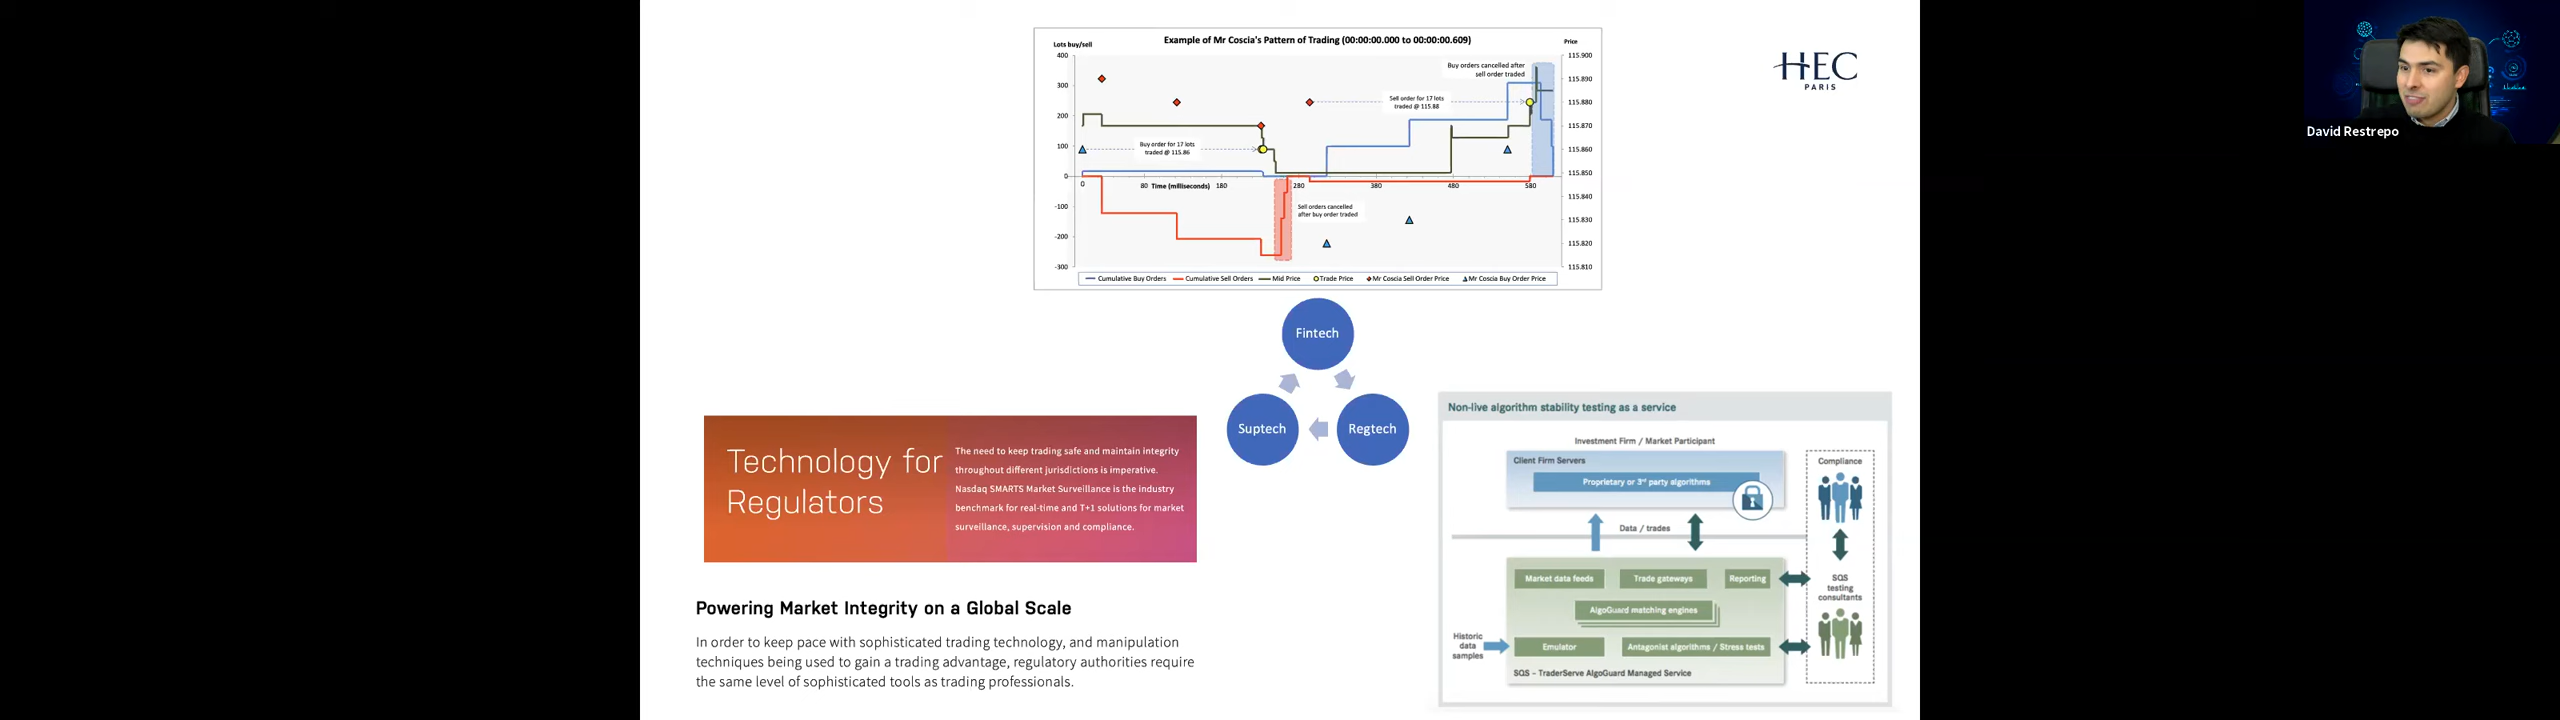 Example of Mr Coscia's Pattern of Trading (00:00:00.000 to 00:00:00.609)
Lots buy/sell
Price
400
300
200
100
0
-100
-200
-300
115.900
115.890
115.880
115.870
115.860
115.850
115.840
115.830
115.820
115.810
Buy orders cancelled after
sell order traded
Sell order for 17 lots
traded @ 115.88
Buy order for 17 lots
traded @ 115.86
0
80
Time (milliseconds)
180
280
380
480
580
Sell orders cancelled
after buy order traded
Cumulative Buy Orders
Cumulative Sell Orders
Mid Price
Trade Price
Mr Coscia Sell Order Price
Mr Coscia Buy Order Price
HEC
PARIS
David Restrepo
Fintech
Suptech
Regtech
Technology for
Regulators
The need to keep trading safe and maintain integrity
throughout different jurisdictions is imperative.
Nasdaq SMARTS Market Surveillance is the industry
benchmark for real-time and T+1 solutions for market
surveillance, supervision and compliance.
Powering Market Integrity on a Global Scale
In order to keep pace with sophisticated trading technology, and manipulation
techniques being used to gain a trading advantage, regulatory authorities require
the same level of sophisticated tools as trading professionals.
Non-live algorithm stability testing as a service
Investment Firm / Market Participant
Client Firm Servers
Proprietary or 3rd party algorithms
Compliance
Data / trades
Market data feeds
Trade gateways
Reporting
AlgoGuard matching engines
SQS
testing
consultants
Historic
data
samples
Emulator
Antagonist algorithms / Stress tests
SQS – TraderServe AlgoGuard Managed Service